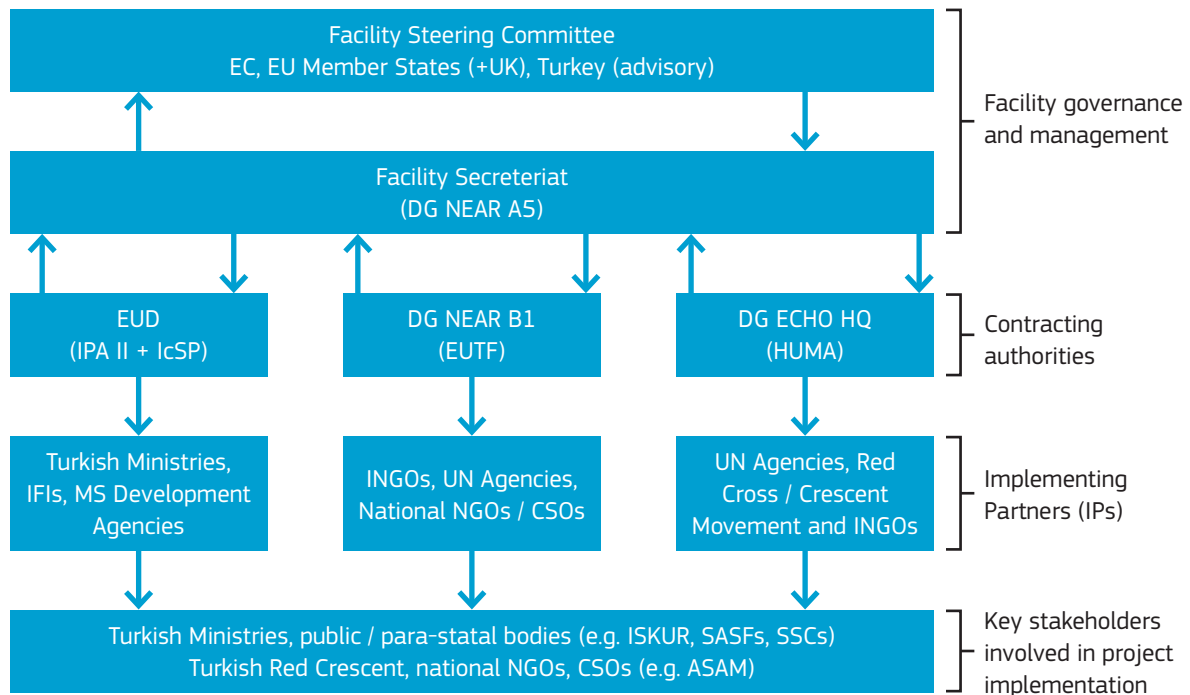 Facility Steering Committee
EC, EU Member States (+UK), Turkey (advisory)
Facility governance
and management
Facility Secreteriat
(DG NEAR A5)
EUD
(IPA II + IcSP)
DG NEAR B1
(EUTF)
DG ECHO HQ
(HUMA)
Contracting
authorities
Turkish Ministries,
IFIs, MS Development
Agencies
INGOs, UN Agencies,
National NGOs / CSOs
UN Agencies, Red
Cross / Crescent
Movement and INGOs
Implementing
Partners (IPs)
Turkish Ministries, public / para-statal bodies (e.g. ISKUR, SASFs, SSCs)
Turkish Red Crescent, national NGOs, CSOs (e.g. ASAM)
Key stakeholders
involved in project
implementation